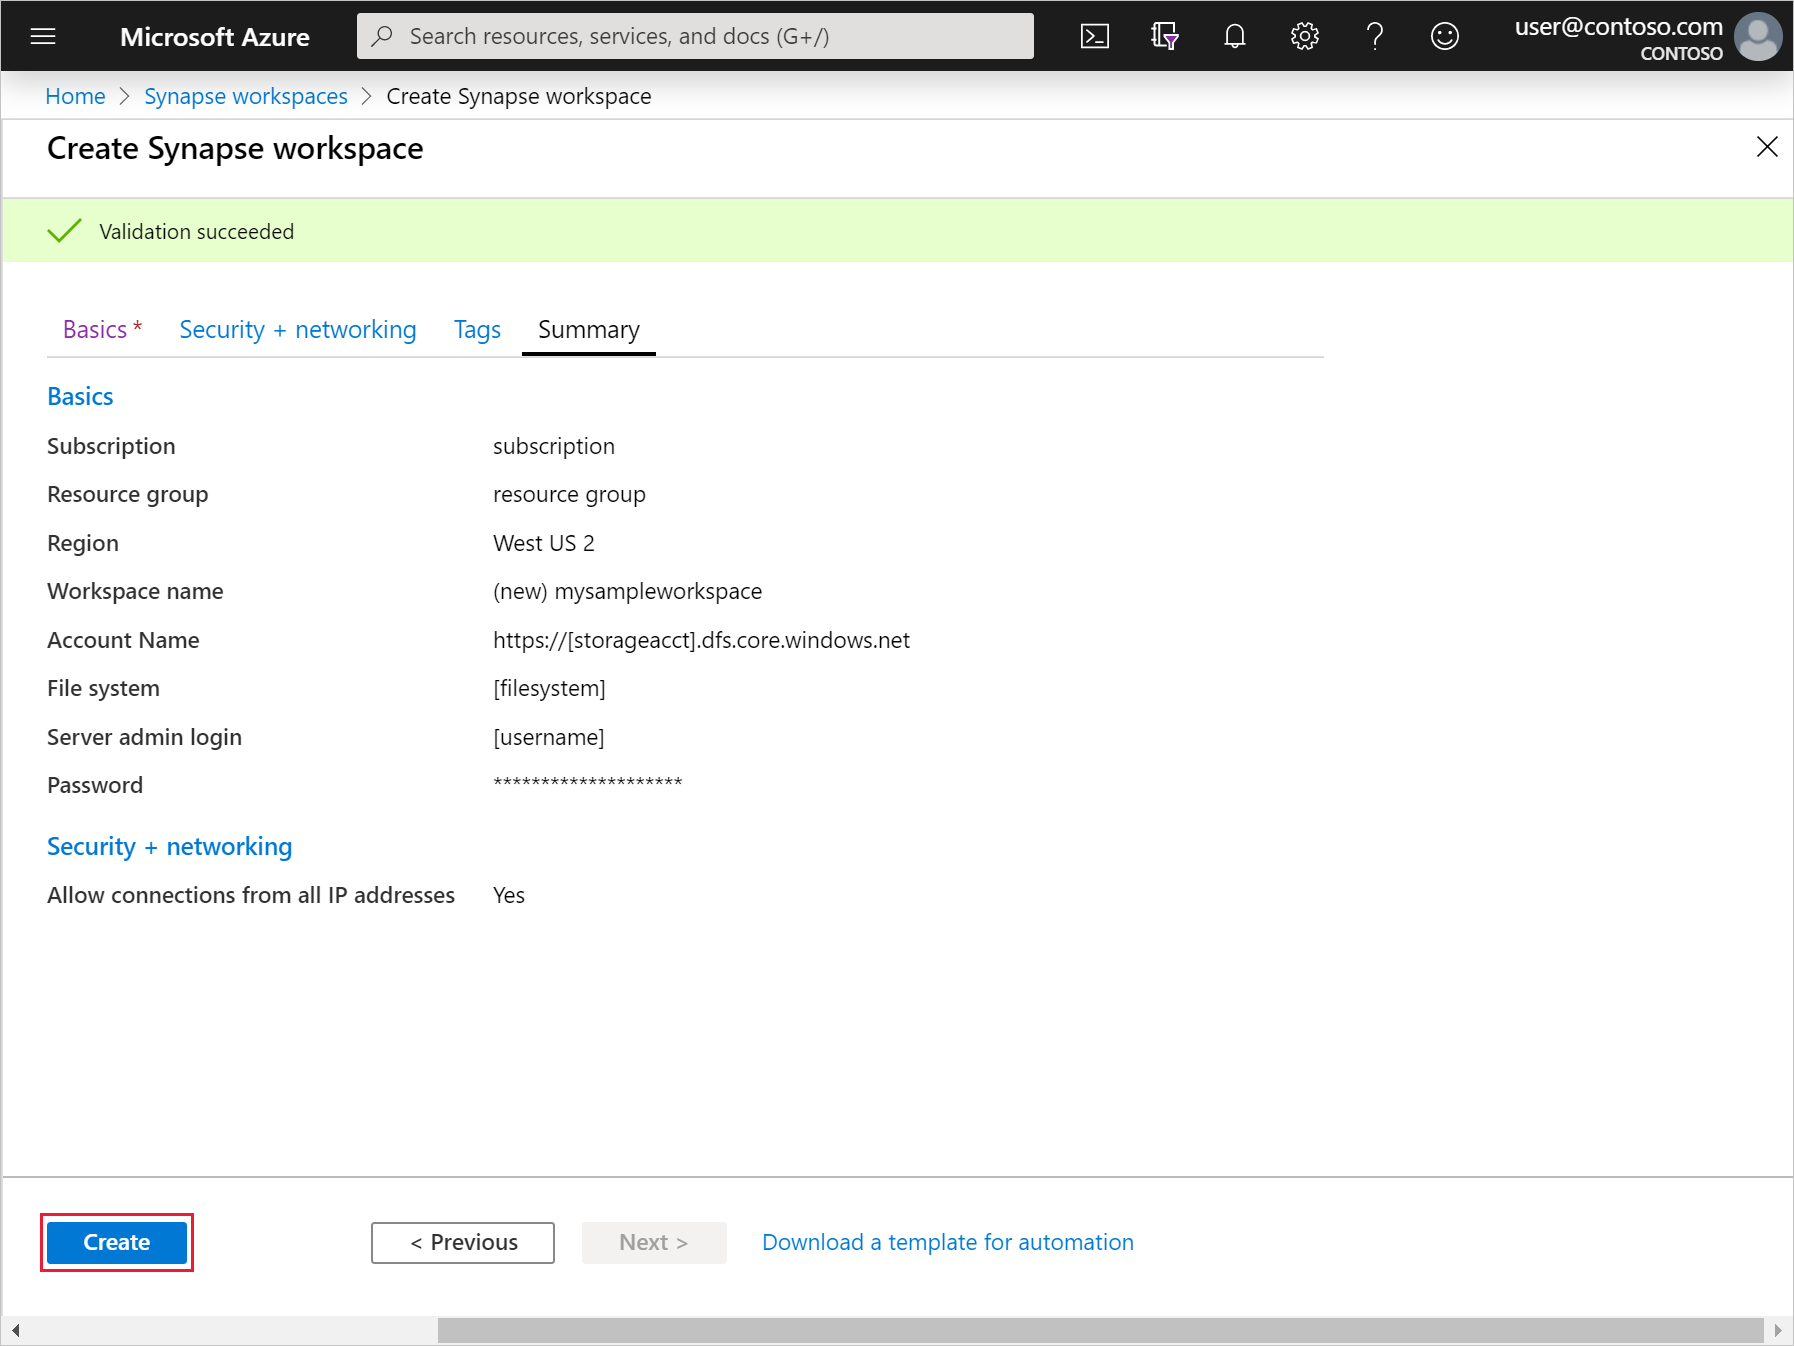 Microsoft Azure
Search resources, services, and docs (G+/)
user@contoso.com
CONTOSO
Home > Synapse workspaces > Create Synapse workspace
Create Synapse workspace
Validation succeeded
Basics * Security + networking Tags Summary
Basics
Subscription subscription
Resource group resource group
Region West US 2
Workspace name (new) mysampleworkspace
Account Name https://[storageacct].dfs.core.windows.net
File system [filesystem]
Server admin login [username]
Password ********************
Security + networking
Allow connections from all IP addresses Yes
Create < Previous Next > Download a template for automation